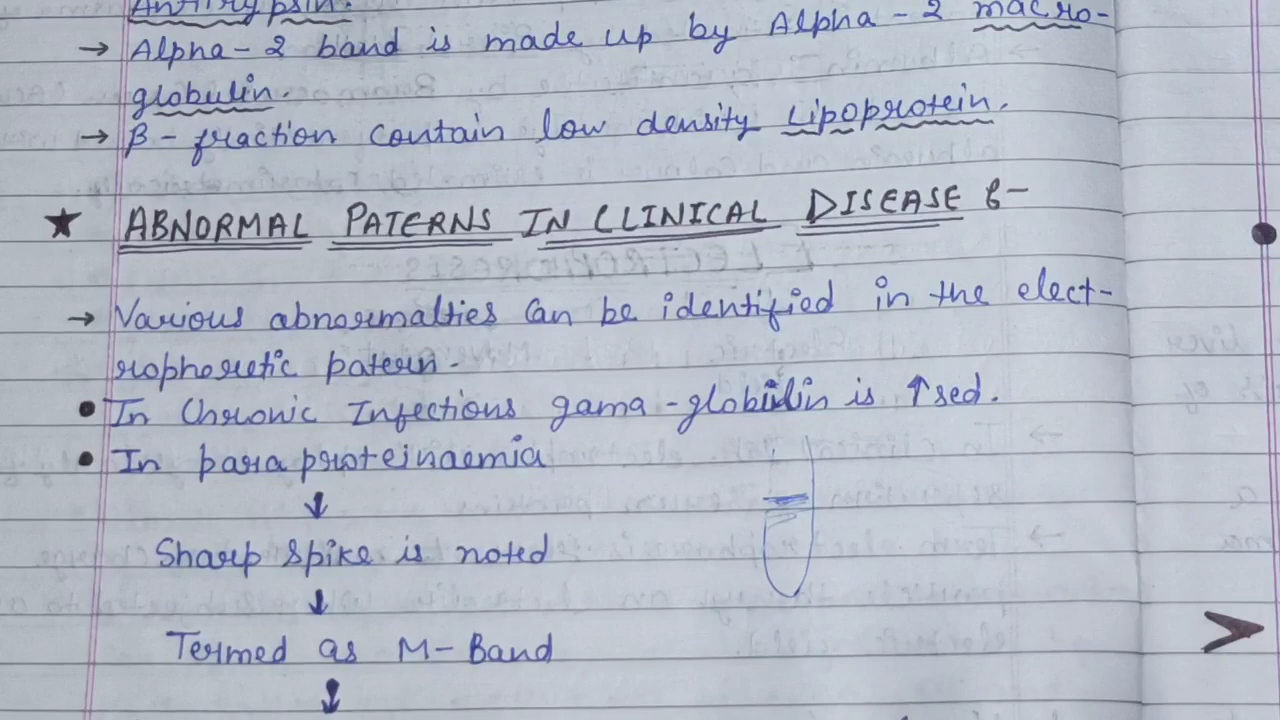 Antitrypsin.
→ Alpha-2 band is made up by Alpha-2 macro-
globulin.
→ β-fraction contain low density Lipoprotein.
★ ABNORMAL PATERNS IN CLINICAL DISEASE :-
→ Various abnormalties can be identified in the elect-
rophoretic patern.
• In Chronic Infections gama-globulin is ↑sed.
• In paraproteinaemia
↓
Sharp spike is noted
↓
Termed as M-Band
↓